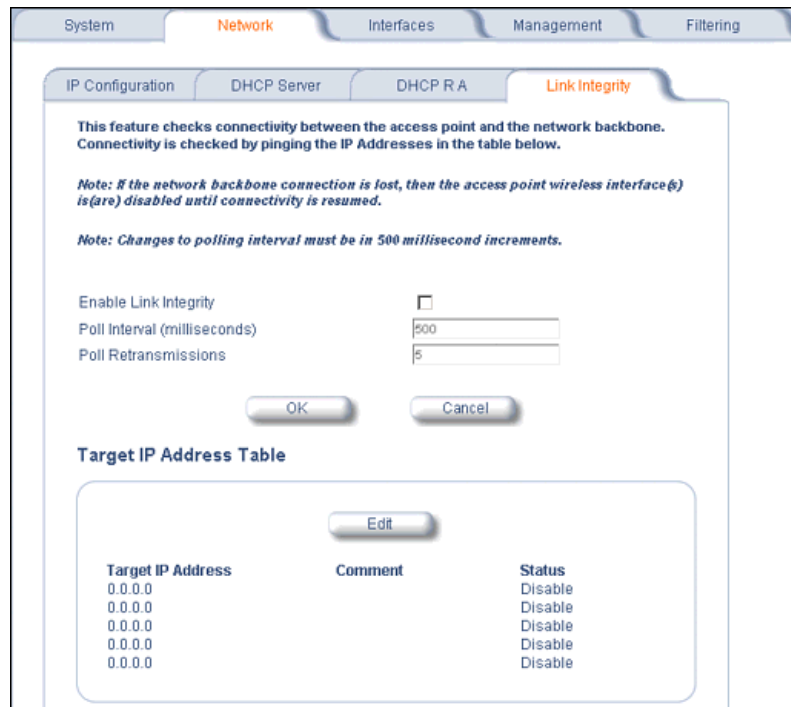 System Network Interfaces Management Filtering
IP Configuration DHCP Server DHCP R A Link Integrity
This feature checks connectivity between the access point and the network backbone.
Connectivity is checked by pinging the IP Addresses in the table below.
Note: If the network backbone connection is lost, then the access point wireless interface(s)
is(are) disabled until connectivity is resumed.
Note: Changes to polling interval must be in 500 millisecond increments.
Enable Link Integrity
Poll Interval (milliseconds) 500
Poll Retransmissions 5
OK Cancel
Target IP Address Table
Edit
Target IP Address Comment Status
0.0.0.0 Disable
0.0.0.0 Disable
0.0.0.0 Disable
0.0.0.0 Disable
0.0.0.0 Disable